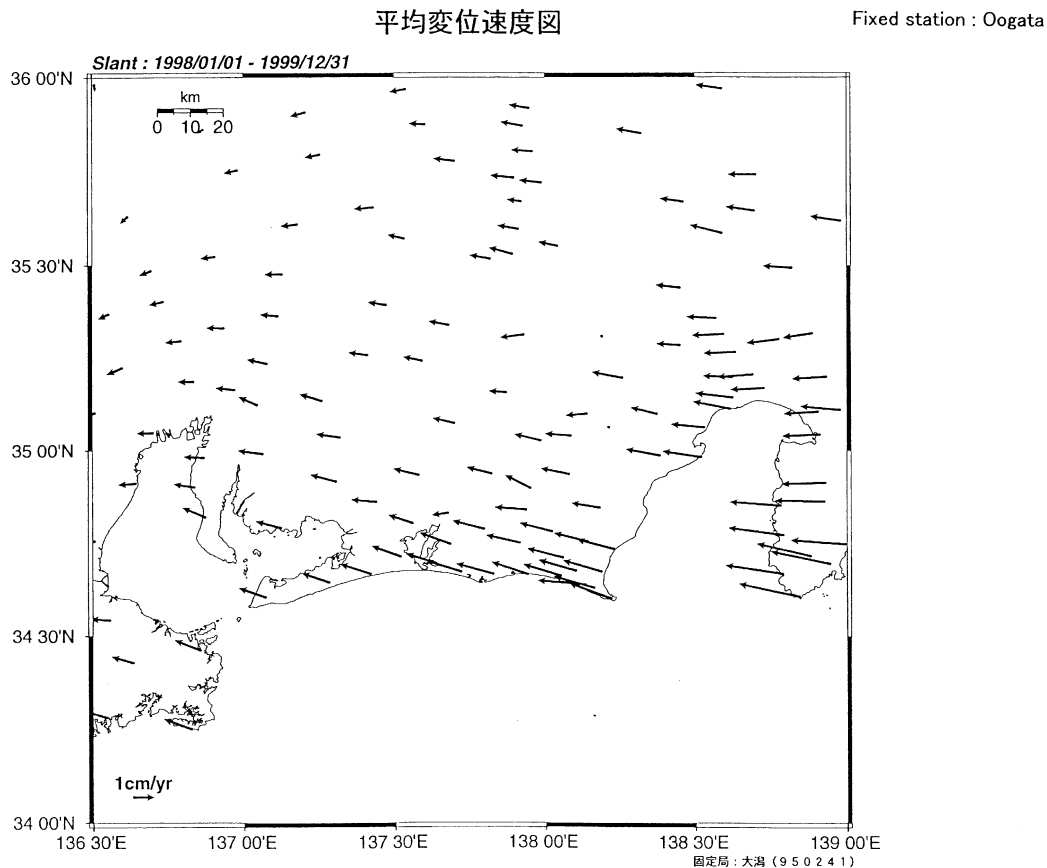 平均変位速度図
Fixed station : Oogata
Slant : 1998/01/01 - 1999/12/31
36 00'N
km
0 10 20
35 30'N
35 00'N
34 30'N
1cm/yr
34 00'N
136 30'E 137 00'E 137 30'E 138 00'E 138 30'E 139 00'E
固定局：大潟（950241）